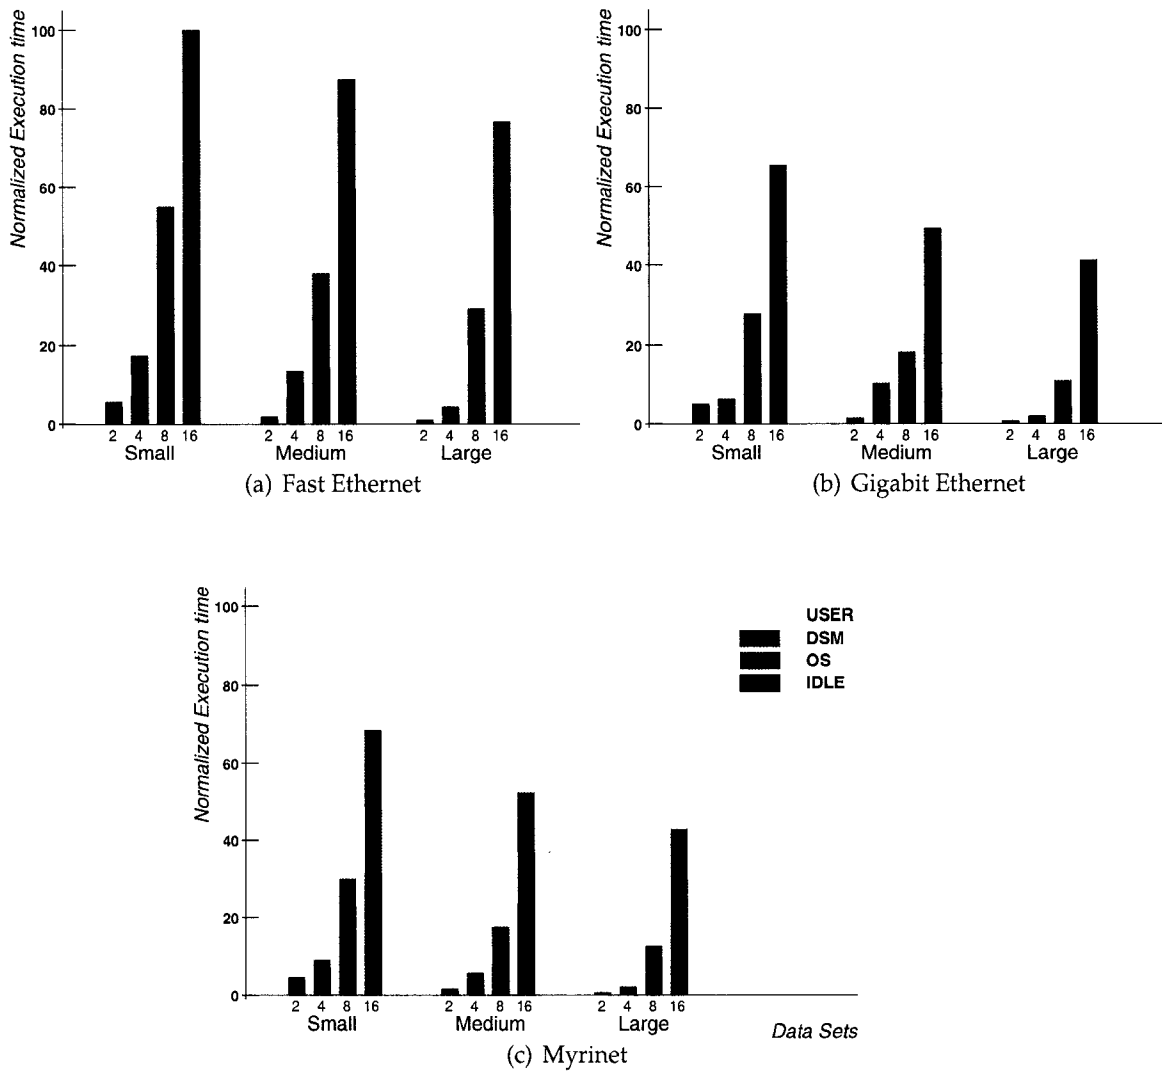 Normalized Execution time
100
80
60
40
20
0
2 4 8 16 2 4 8 16 2 4 8 16
Small Medium Large
(a) Fast Ethernet
Normalized Execution time
100
80
60
40
20
0
2 4 8 16 2 4 8 16 2 4 8 16
Small Medium Large
(b) Gigabit Ethernet
Normalized Execution time
100
80
60
40
20
0
USER
DSM
OS
IDLE
2 4 8 16 2 4 8 16 2 4 8 16
Small Medium Large
Data Sets
(c) Myrinet